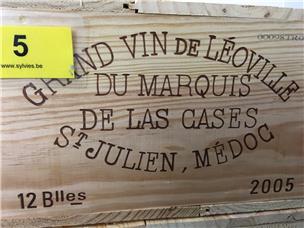 5
www.sylvies.be
GRAND VIN DE LÉOVILLE
DU MARQUIS
DE LAS CASES
ST JULIEN, MÉDOC
12 Blles
2005